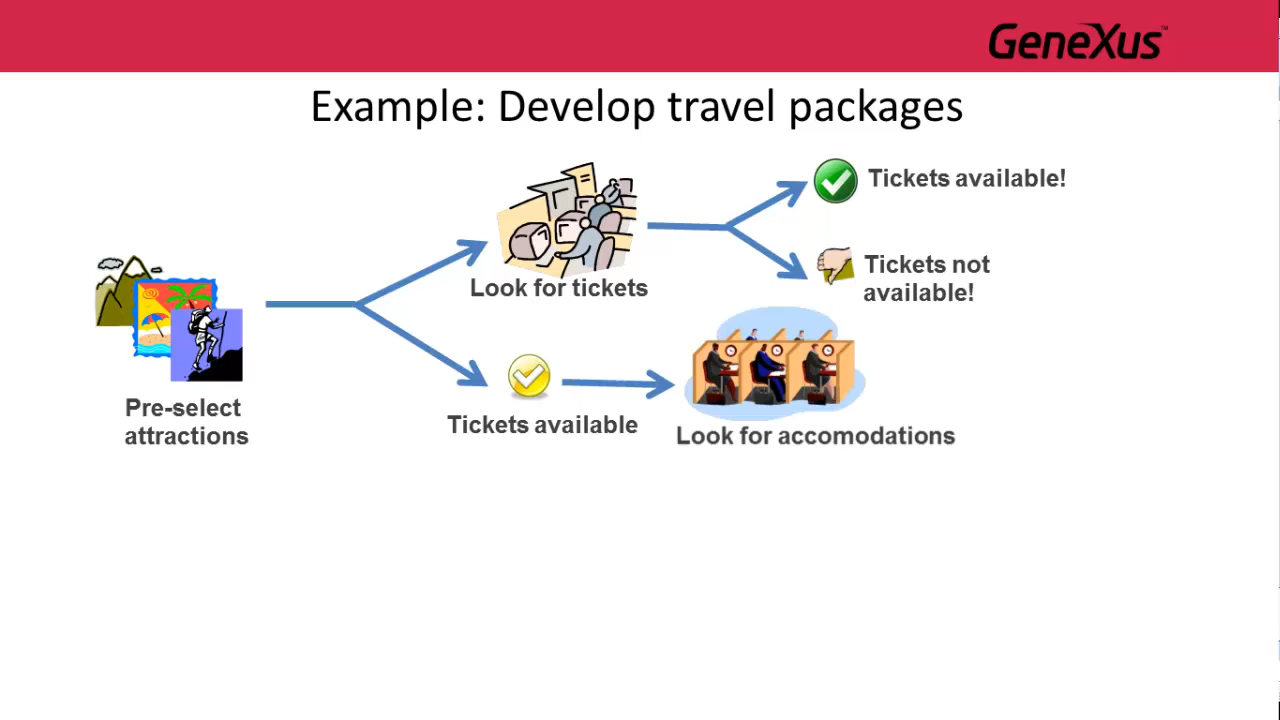 GeneXus™
Example: Develop travel packages
Tickets available!
Look for tickets
Tickets not
available!
Pre-select
attractions
Tickets available
Look for accomodations